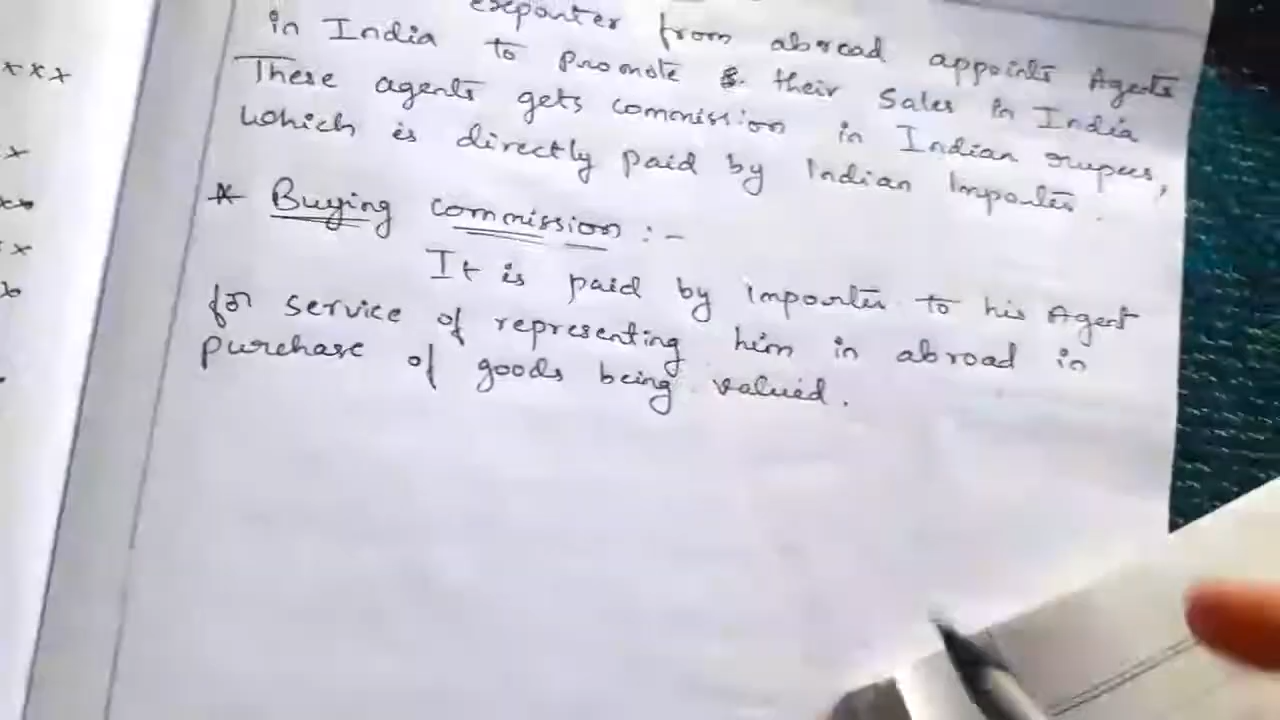 exporter from abroad appoints Agents
in India to promote their Sales in India
These agents gets commission in Indian rupees,
which is directly paid by Indian Importer.
* Buying commission :-
It is paid by importer to his Agent
for service of representing him in abroad in
purchase of goods being valued.
xxx
x
xx
x